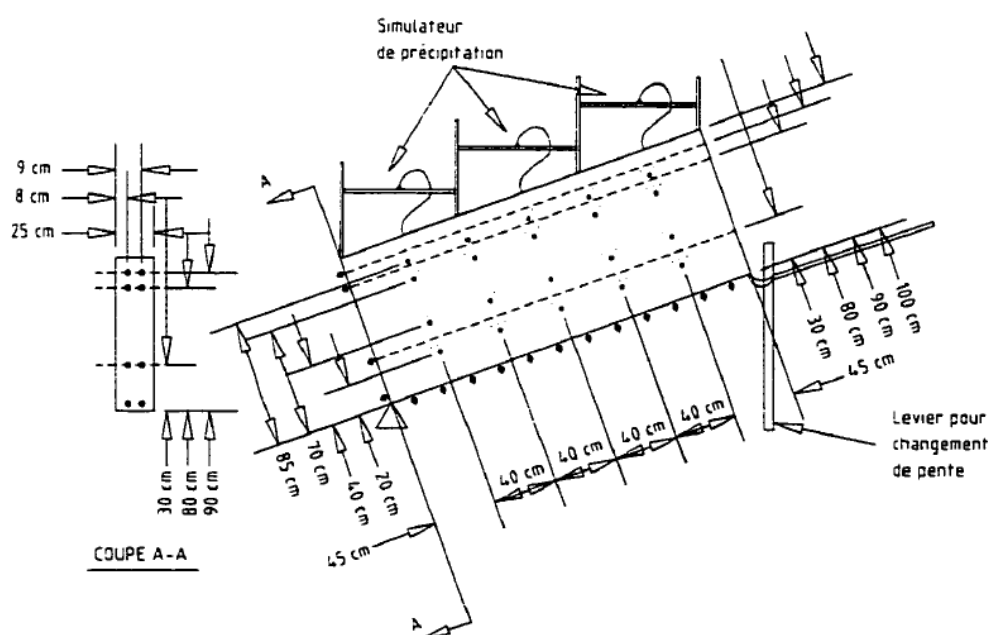 Simulateur
de précipitation
9 cm
8 cm
25 cm
A
30 cm
80 cm
90 cm
100 cm
45 cm
Levier pour
changement
de pente
40 cm
40 cm
40 cm
40 cm
85 cm
70 cm
40 cm
20 cm
45 cm
30 cm
80 cm
90 cm
COUPE A-A
A